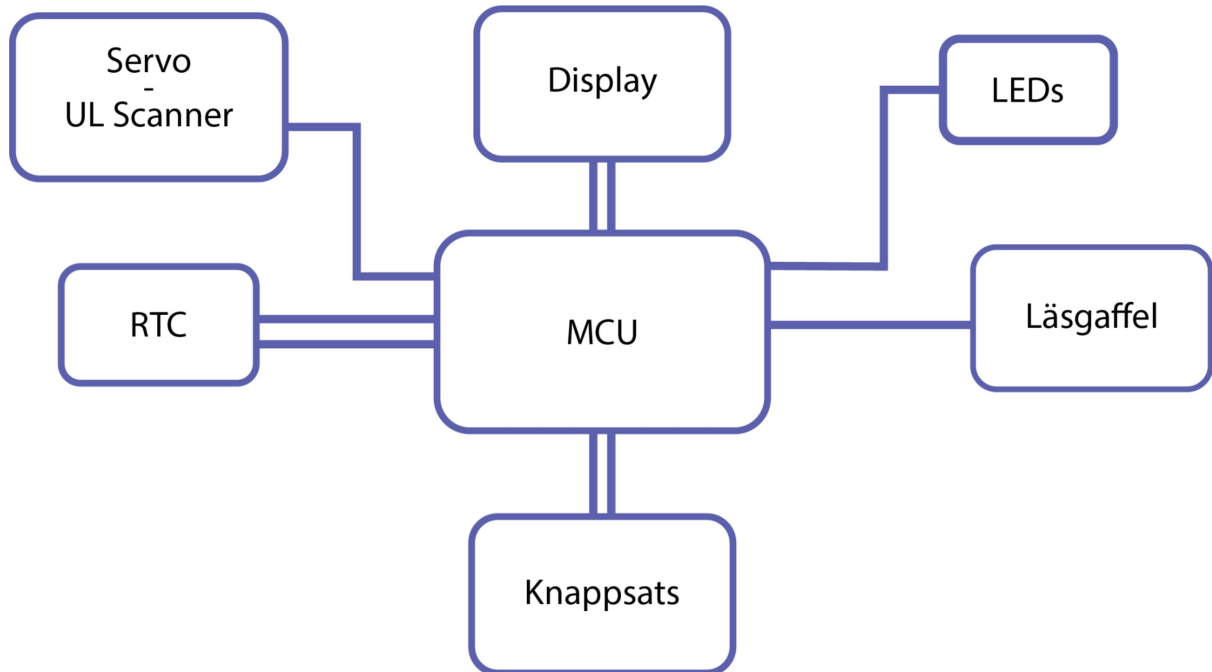 Servo
-
UL Scanner
Display
LEDs
RTC
MCU
Läsgaffel
Knappsats